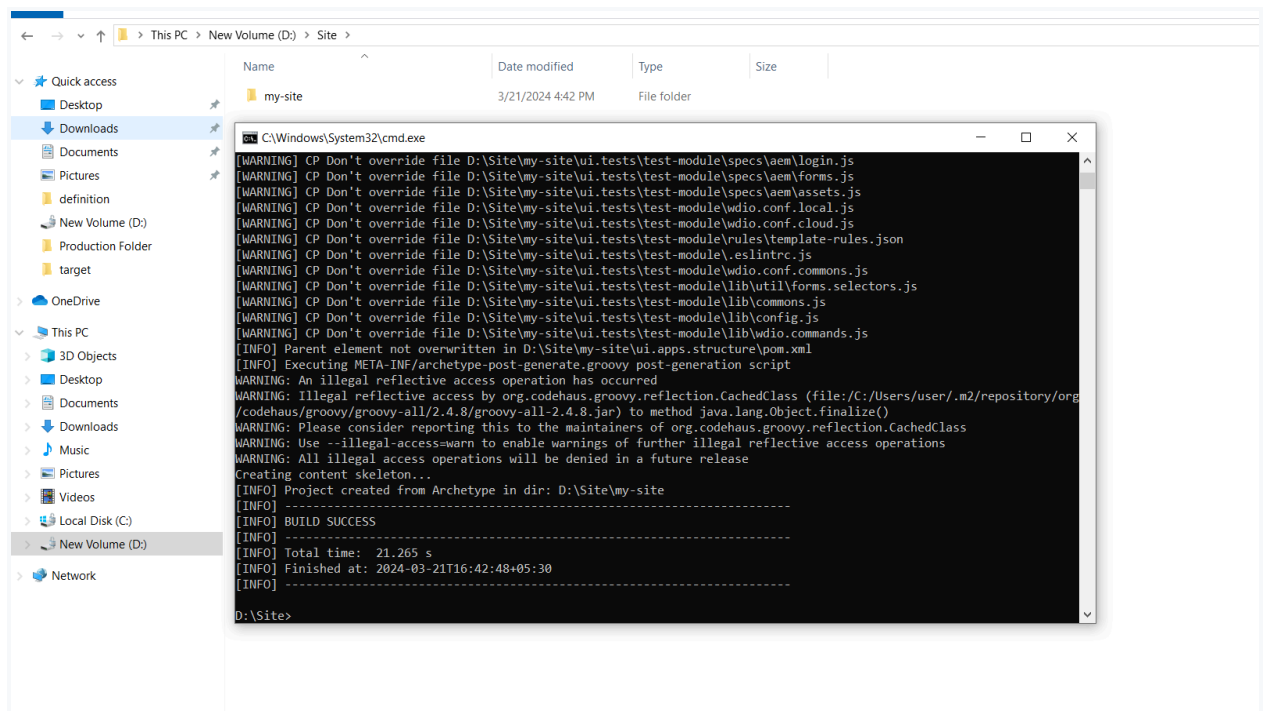 This PC > New Volume (D:) > Site >
Name Date modified Type Size
my-site 3/21/2024 4:42 PM File folder
Quick access
Desktop
Downloads
Documents
Pictures
definition
New Volume (D:)
Production Folder
target
OneDrive
This PC
3D Objects
Desktop
Documents
Downloads
Music
Pictures
Videos
Local Disk (C:)
New Volume (D:)
Network
C:\Windows\System32\cmd.exe
[WARNING] CP Don't override file D:\Site\my-site\ui.tests\test-module\specs\aem\login.js
[WARNING] CP Don't override file D:\Site\my-site\ui.tests\test-module\specs\aem\forms.js
[WARNING] CP Don't override file D:\Site\my-site\ui.tests\test-module\specs\aem\assets.js
[WARNING] CP Don't override file D:\Site\my-site\ui.tests\test-module\wdio.conf.local.js
[WARNING] CP Don't override file D:\Site\my-site\ui.tests\test-module\wdio.conf.cloud.js
[WARNING] CP Don't override file D:\Site\my-site\ui.tests\test-module\rules\template-rules.json
[WARNING] CP Don't override file D:\Site\my-site\ui.tests\test-module\.eslintrc.js
[WARNING] CP Don't override file D:\Site\my-site\ui.tests\test-module\wdio.conf.commons.js
[WARNING] CP Don't override file D:\Site\my-site\ui.tests\test-module\lib\util\forms.selectors.js
[WARNING] CP Don't override file D:\Site\my-site\ui.tests\test-module\lib\commons.js
[WARNING] CP Don't override file D:\Site\my-site\ui.tests\test-module\lib\config.js
[WARNING] CP Don't override file D:\Site\my-site\ui.tests\test-module\lib\wdio.commands.js
[INFO] Parent element not overwritten in D:\Site\my-site\ui.apps.structure\pom.xml
[INFO] Executing META-INF/archetype-post-generate.groovy post-generation script
WARNING: An illegal reflective access operation has occurred
WARNING: Illegal reflective access by org.codehaus.groovy.reflection.CachedClass (file:/C:/Users/user/.m2/repository/org
/codehaus/groovy/groovy-all/2.4.8/groovy-all-2.4.8.jar) to method java.lang.Object.finalize()
WARNING: Please consider reporting this to the maintainers of org.codehaus.groovy.reflection.CachedClass
WARNING: Use --illegal-access=warn to enable warnings of further illegal reflective access operations
WARNING: All illegal access operations will be denied in a future release
Creating content skeleton...
[INFO] Project created from Archetype in dir: D:\Site\my-site
[INFO] ------------------------------------------------------------------------
[INFO] BUILD SUCCESS
[INFO] ------------------------------------------------------------------------
[INFO] Total time:  21.265 s
[INFO] Finished at: 2024-03-21T16:42:48+05:30
[INFO] ------------------------------------------------------------------------
D:\Site>